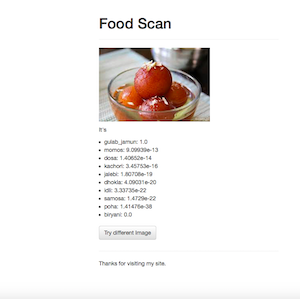 Food Scan
It's
gulab_jamun: 1.0
momos: 9.09939e-13
dosa: 1.40652e-14
kachori: 3.45753e-16
jalebi: 1.80708e-19
dhokla: 4.09031e-20
idli: 3.33735e-22
samosa: 1.4729e-22
poha: 1.41476e-38
biryani: 0.0
Try different Image
Thanks for visiting my site.